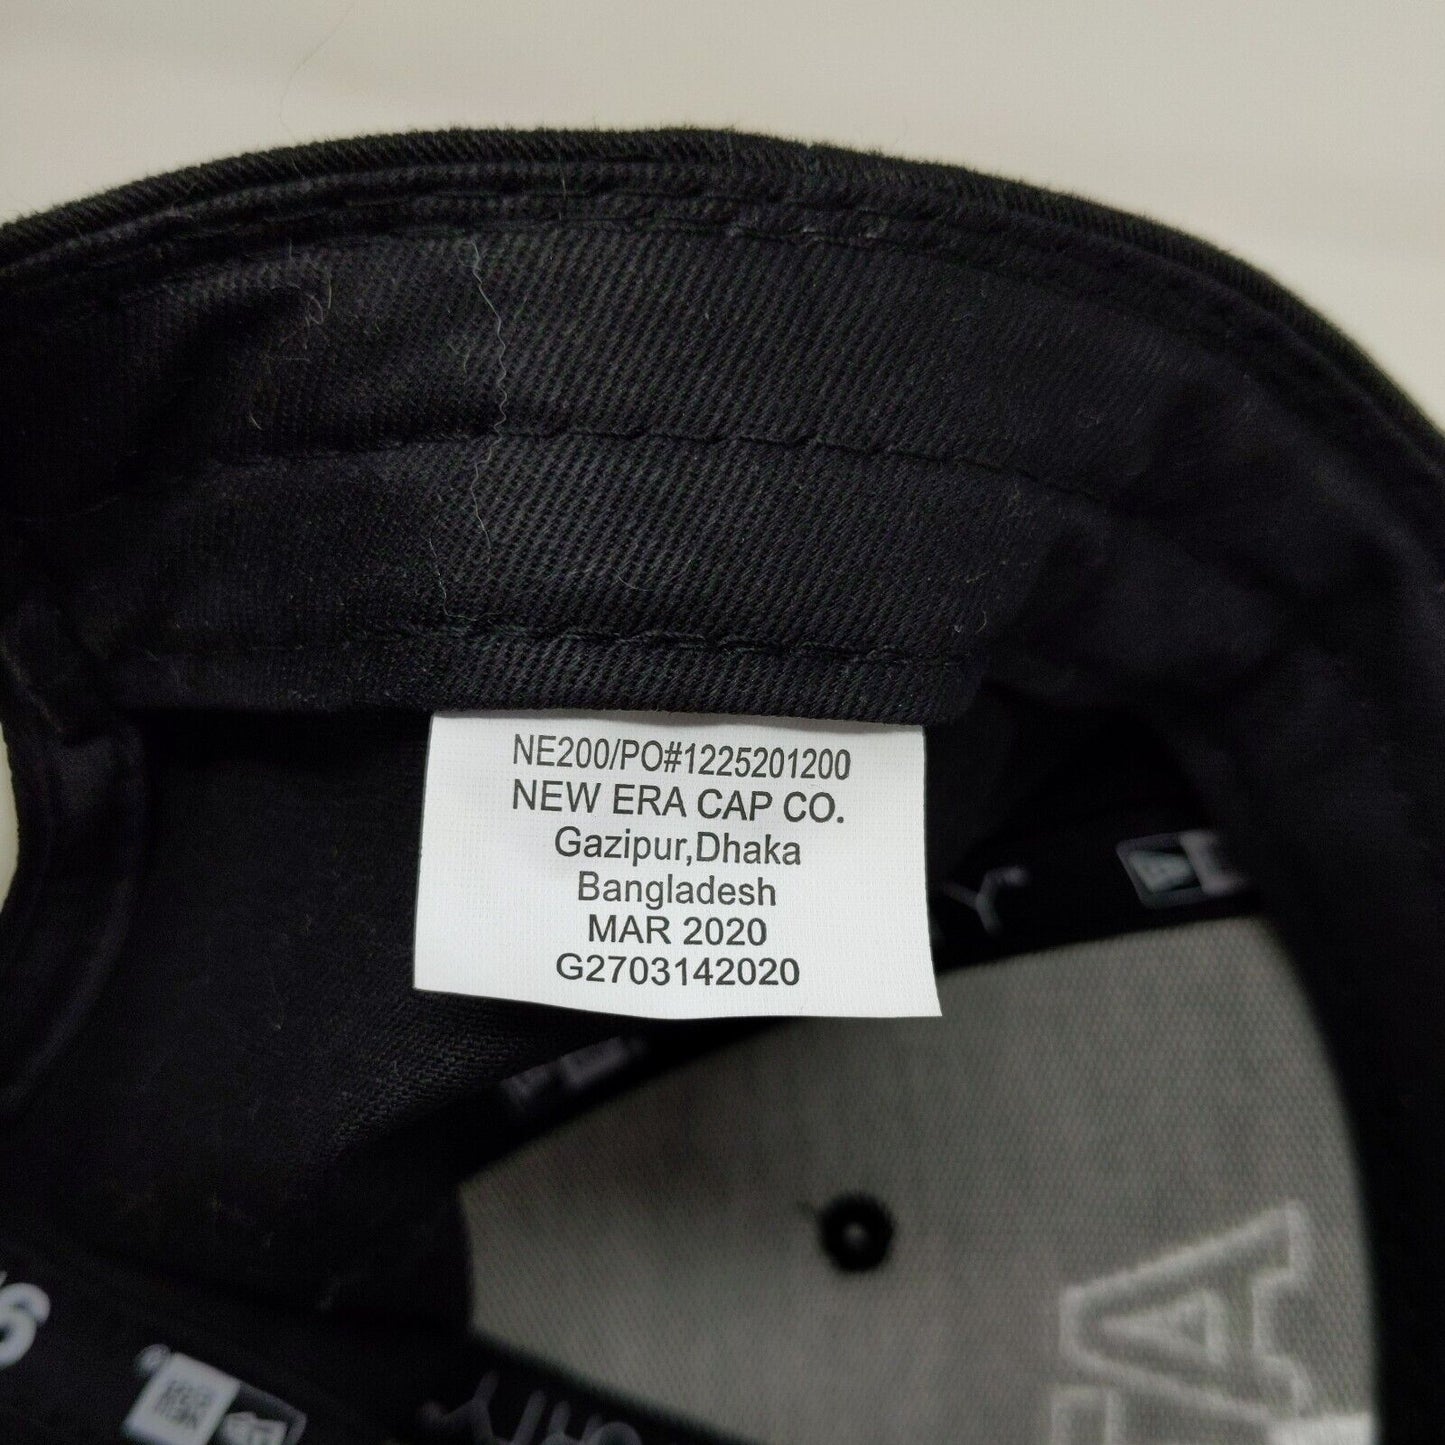 NE200/PO#1225201200
NEW ERA CAP CO.
Gazipur,Dhaka
Bangladesh
MAR 2020
G2703142020